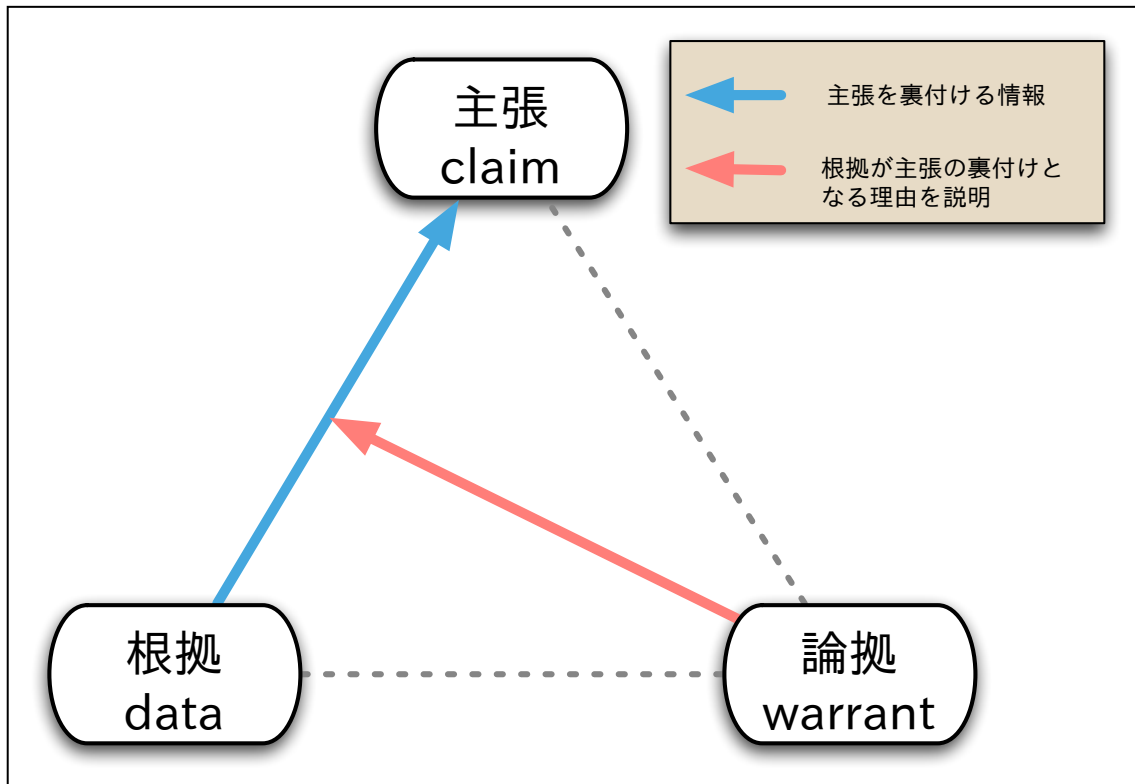 主張
claim
主張を裏付ける情報
根拠が主張の裏付けと
なる理由を説明
根拠
data
論拠
warrant